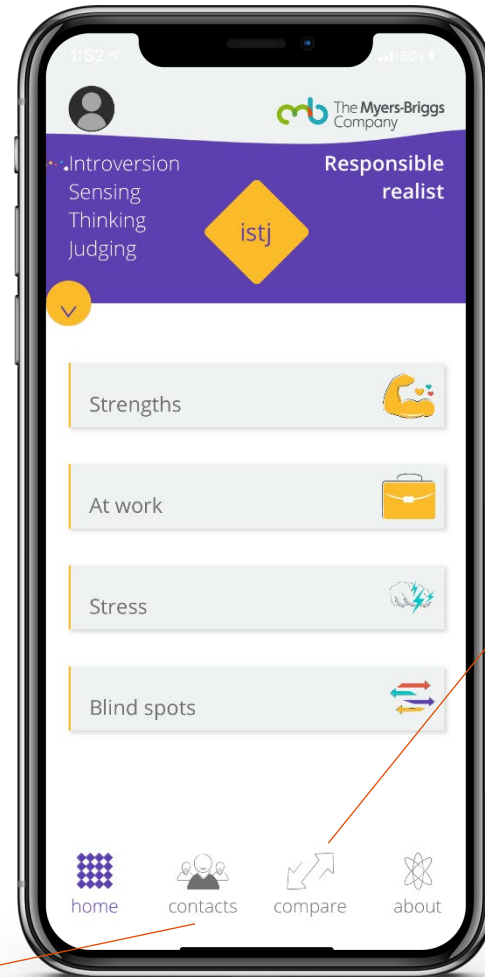 1:52
The Myers-Briggs
Company
Introversion
Sensing
Thinking
Judging
istj
Responsible
realist
Strengths
At work
Stress
Blind spots
home
contacts
compare
about